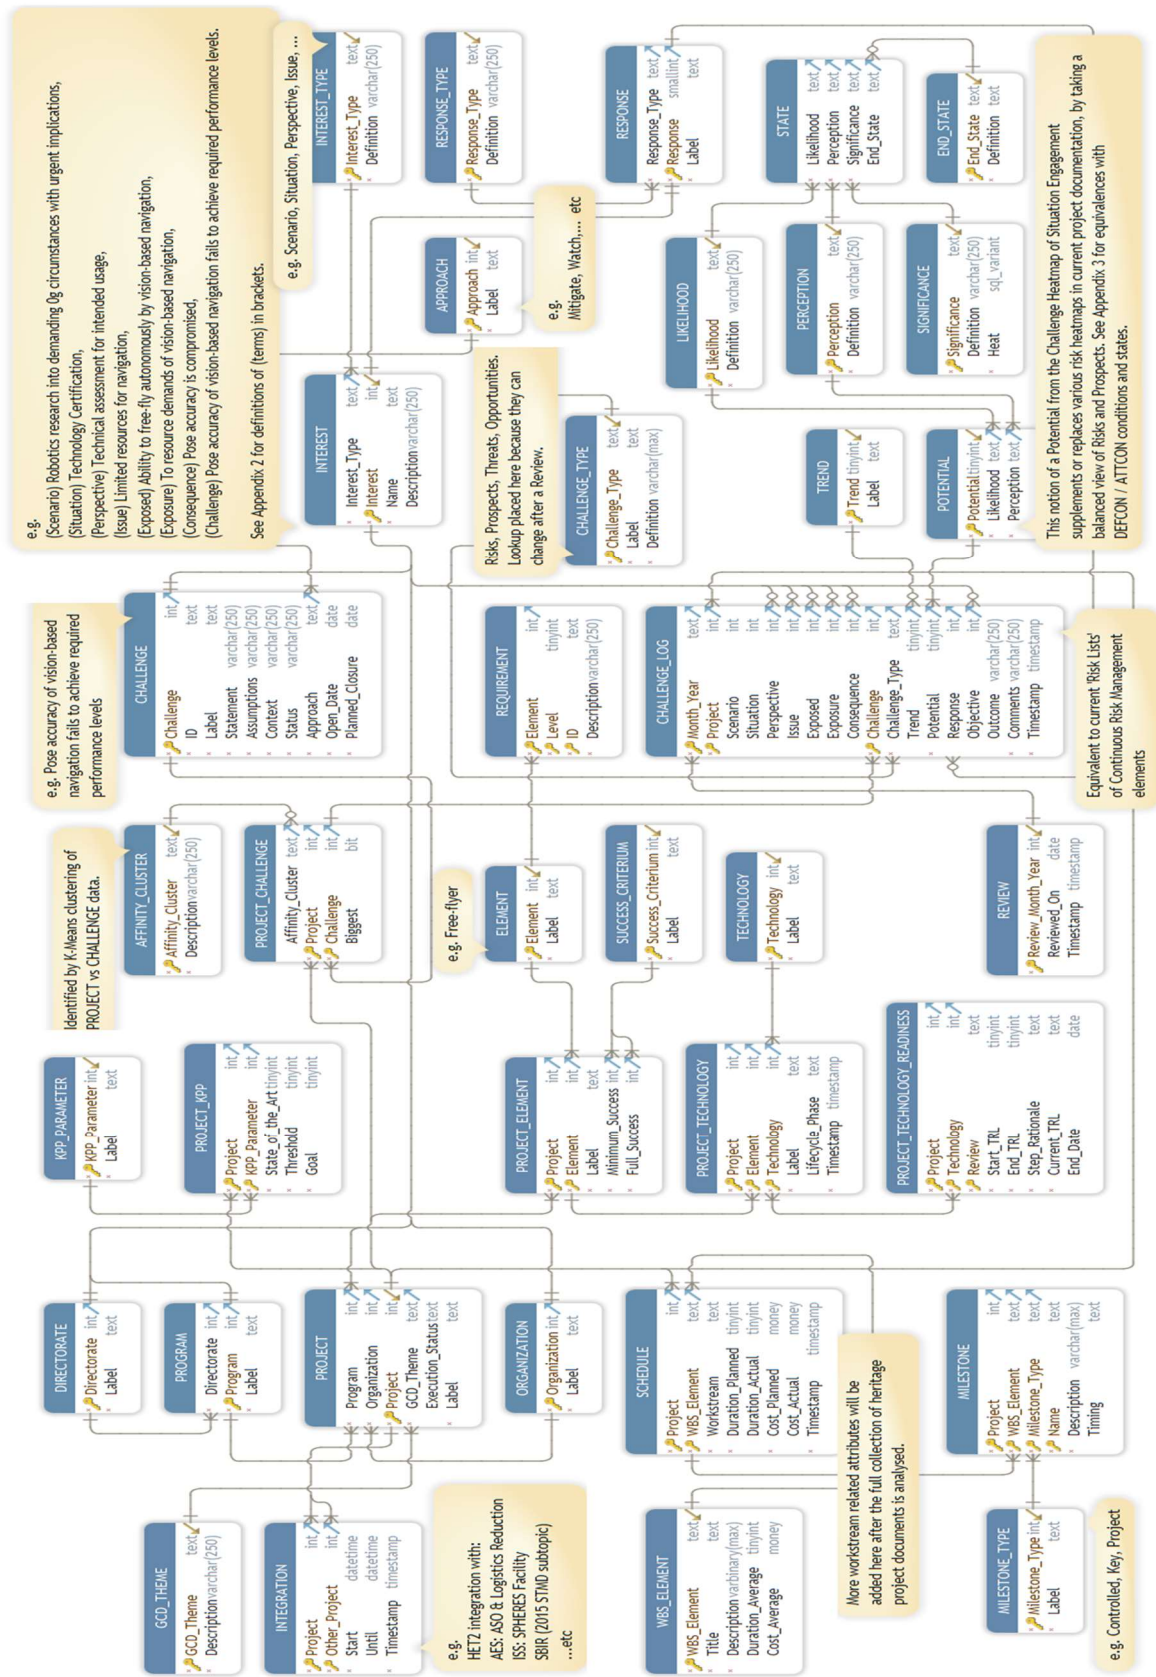 WBS_ELEMENT
WBS_Element text
Title text
Description varbinary(max)
Duration_Average tinyint
Cost_Average money
MILESTONE_TYPE
Milestone_Type int
Label text
e.g. Controlled, Key, Project
GCD_THEME
GCD_Theme text
Description varchar(250)
INTEGRATION
Project int
Other_Project int
Start datetime
Until datetime
Timestamp timestamp
e.g.
HET2 integration with:
AES: ASO & Logistics Reduction
ISS: SPHERES Facility
SBIR (2015 STMD subtopic)
...etc
DIRECTORATE
Directorate int
Label text
PROGRAM
Directorate int
Program int
Label text
PROJECT
Program int
Organization int
Project int
GCD_Theme text
Execution_Status text
Label text
ORGANIZATION
Organization int
Label text
SCHEDULE
Project int
WBS_Element text
Workstream text
Duration_Planned tinyint
Duration_Actual tinyint
Cost_Planned money
Cost_Actual money
Timestamp timestamp
More workstream related attributes will be
added here after the full collection of heritage
project documents is analysed.
MILESTONE
Project int
WBS_Element text
Milestone_Type text
Name text
Description varchar(max)
Timing text
KPP_PARAMETER
KPP_Parameter int
Label text
PROJECT_KPP
Project int
KPP_Parameter int
State_of_the_Art tinyint
Threshold tinyint
Goal tinyint
PROJECT_ELEMENT
Project int
Element int
Label text
Minimum_Success int
Full_Success int
PROJECT_TECHNOLOGY
Project int
Element int
Technology int
Label text
Lifecycle_Phase text
Timestamp timestamp
PROJECT_TECHNOLOGY_READINESS
Project int
Technology int
Review text
Start_TRL tinyint
End_TRL tinyint
Step_Rationale text
Current_TRL text
End_Date date
Identified by K-Means clustering of
PROJECT vs CHALLENGE data.
AFFINITY_CLUSTER
Affinity_Cluster text
Description varchar(250)
PROJECT_CHALLENGE
Affinity_Cluster text
Project int
Challenge int
Biggest bit
e.g. Free-flyer
ELEMENT
Element int
Label text
SUCCESS_CRITERIUM
Success_Criterium int
Label text
TECHNOLOGY
Technology int
Label text
REVIEW
Review_Month_Year int
Reviewed_On date
Timestamp timestamp
e.g. Pose accuracy of vision-based
navigation fails to achieve required
performance levels
CHALLENGE
Challenge int
ID text
Label text
Statement varchar(250)
Assumptions varchar(250)
Context varchar(250)
Status varchar(250)
Approach text
Open_Date date
Planned_Closure date
REQUIREMENT
Element int
Level tinyint
ID text
Description varchar(250)
CHALLENGE_LOG
Month_Year text
Project int
Scenario int
Situation int
Perspective int
Issue int
Exposed int
Exposure int
Consequence int
Challenge int
Challenge_Type text
Trend tinyint
Potential tinyint
Response int
Objective int
Outcome varchar(250)
Comments varchar(250)
Timestamp timestamp
Equivalent to current 'Risk Lists'
of Continuous Risk Management
elements
e.g.
(Scenario) Robotics research into demanding 0g circumstances with urgent implications,
(Situation) Technology Certification,
(Perspective) Technical assessment for intended usage,
(Issue) Limited resources for navigation,
(Exposed) Ability to free-fly autonomously by vision-based navigation,
(Exposure) To resource demands of vision-based navigation,
(Consequence) Pose accuracy is compromised,
(Challenge) Pose accuracy of vision-based navigation fails to achieve required performance levels.
See Appendix 2 for definitions of (terms) in brackets.
INTEREST
Interest_Type text
Interest int
Name text
Description varchar(250)
Risks, Prospects, Threats, Opportunities.
Lookup placed here because they can
change after a Review.
CHALLENGE_TYPE
Challenge_Type text
Label text
Definition varchar(max)
TREND
Trend tinyint
Label text
POTENTIAL
Potential tinyint
Likelihood text
Perception text
e.g. Scenario, Situation, Perspective, Issue, ...
INTEREST_TYPE
Interest_Type text
Definition varchar(250)
RESPONSE_TYPE
Response_Type text
Definition varchar(250)
APPROACH
Approach int
Label text
e.g.
Mitigate, Watch,... etc
RESPONSE
Response_Type text
Response smallint
Label text
LIKELIHOOD
Likelihood text
Definition varchar(250)
PERCEPTION
Perception text
Definition varchar(250)
SIGNIFICANCE
Significance text
Definition varchar(250)
Heat sql_variant
STATE
Likelihood text
Perception text
Significance text
End_State text
END_STATE
End_State text
Definition text
This notion of a Potential from the Challenge Heatmap of Situation Engagement
supplements or replaces various risk heatmaps in current project documentation, by taking a
balanced view of Risks and Prospects. See Appendix 3 for equivalences with
DEFCON / ATTCON conditions and states.